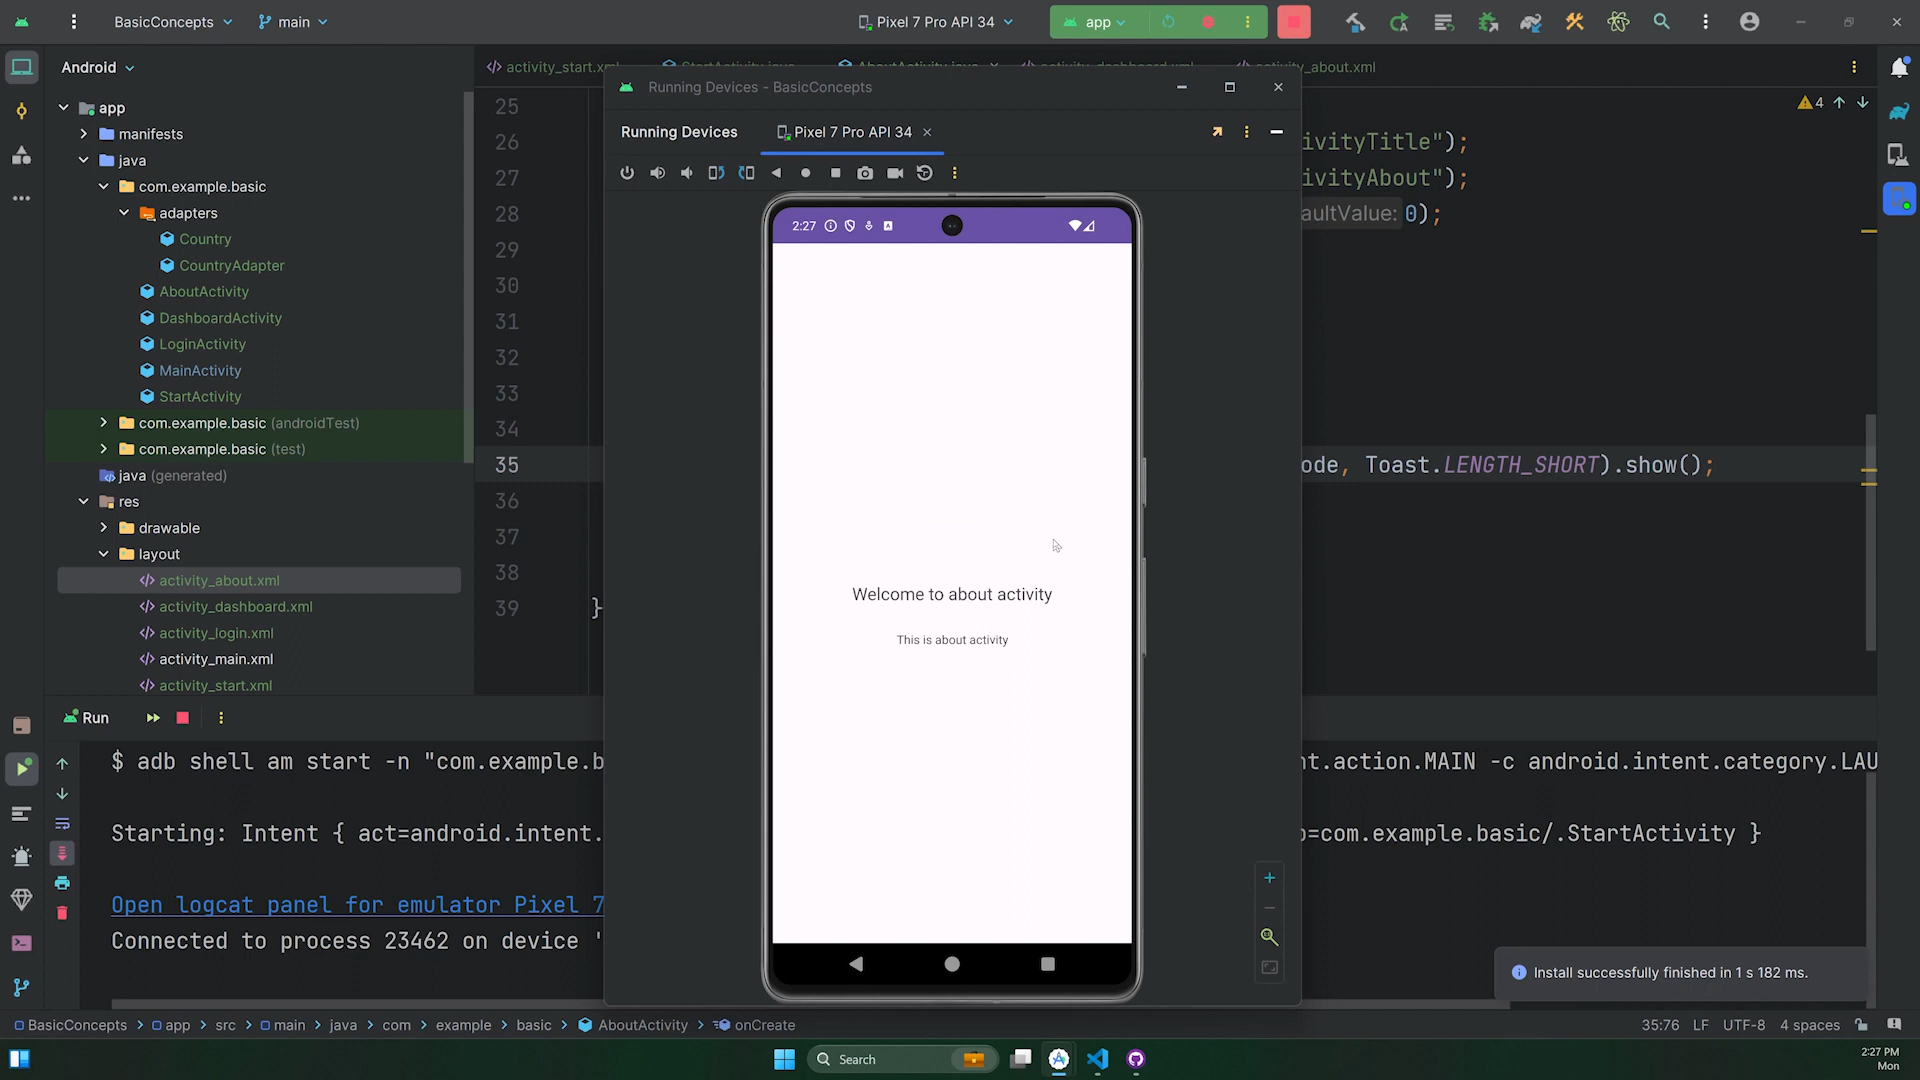 BasicConcepts
main
Pixel 7 Pro API 34
app
Android
activity_start.xml
StartActivity.java
AboutActivity.java
activity_dashboard.xml
activity_about.xml
app
manifests
java
com.example.basic
adapters
Country
CountryAdapter
AboutActivity
DashboardActivity
LoginActivity
MainActivity
StartActivity
com.example.basic (androidTest)
com.example.basic (test)
java (generated)
res
drawable
layout
activity_about.xml
activity_dashboard.xml
activity_login.xml
activity_main.xml
activity_start.xml
25
26
27
28
29
30
31
32
33
34
35
36
37
38
39 }
ivityTitle");
ivityAbout");
aultValue: 0);
ode, Toast.LENGTH_SHORT).show();
4
Running Devices - BasicConcepts
Running Devices
Pixel 7 Pro API 34
2:27
Welcome to about activity
This is about activity
Run
$ adb shell am start -n "com.example.b
nt.action.MAIN -c android.intent.category.LAU
Starting: Intent { act=android.intent.
p=com.example.basic/.StartActivity }
Open logcat panel for emulator Pixel 7
Connected to process 23462 on device '
Install successfully finished in 1 s 182 ms.
BasicConcepts > app > src > main > java > com > example > basic > AboutActivity > onCreate
35:76 LF UTF-8 4 spaces
Search
2:27 PM
Mon